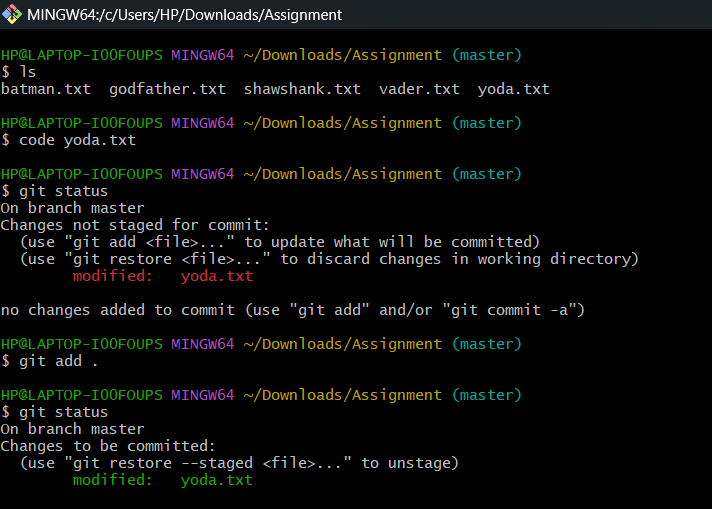 MINGW64:/c/Users/HP/Downloads/Assignment
HP@LAPTOP-IOOFOUPS MINGW64 ~/Downloads/Assignment (master)
$ ls
batman.txt  godfather.txt  shawshank.txt  vader.txt  yoda.txt
HP@LAPTOP-IOOFOUPS MINGW64 ~/Downloads/Assignment (master)
$ code yoda.txt
HP@LAPTOP-IOOFOUPS MINGW64 ~/Downloads/Assignment (master)
$ git status
On branch master
Changes not staged for commit:
  (use "git add <file>..." to update what will be committed)
  (use "git restore <file>..." to discard changes in working directory)
        modified:   yoda.txt
no changes added to commit (use "git add" and/or "git commit -a")
HP@LAPTOP-IOOFOUPS MINGW64 ~/Downloads/Assignment (master)
$ git add .
HP@LAPTOP-IOOFOUPS MINGW64 ~/Downloads/Assignment (master)
$ git status
On branch master
Changes to be committed:
  (use "git restore --staged <file>..." to unstage)
        modified:   yoda.txt